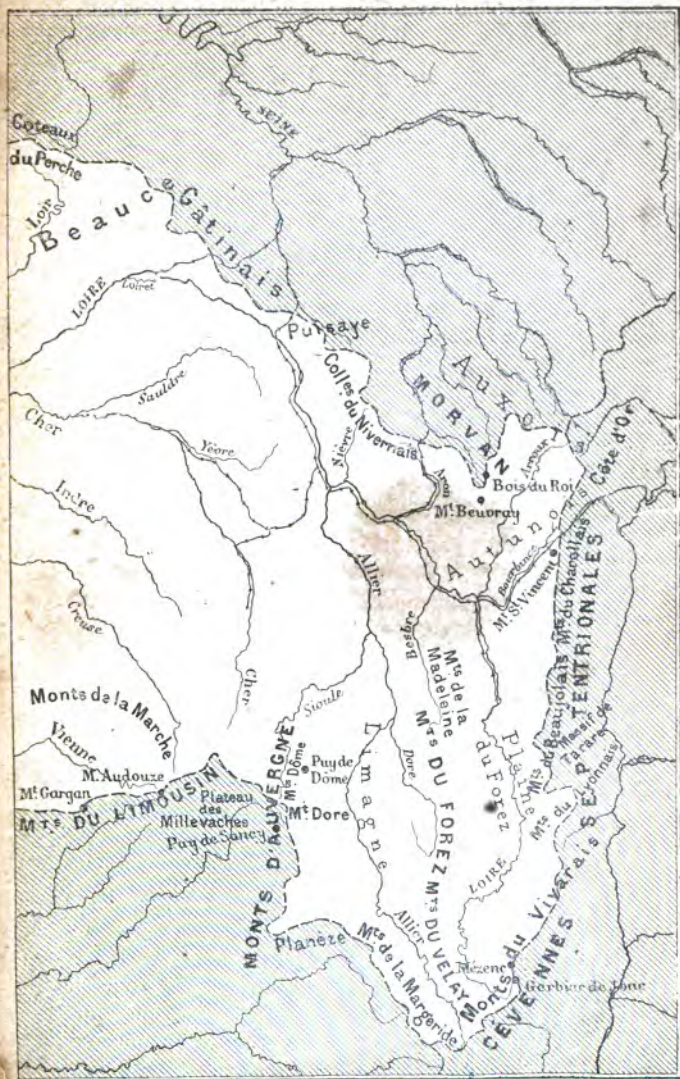 SEINE
Coteaux
du Perche
Loir
Beauce
Gâtinais
LOIRE
Loiret
Puisaye
Colles du Nivernais
MORVAN
Auxois
Sauldre
Cher
Yèvre
Nièvre
Aron
Arroux
Côte d'Or
Bois du Roi
Mt Beuvray
Indre
Autunois
Bourbince
Mt St Vincent
Allier
Besbre
Mts du Charollais
Creuse
Cher
Mts de la
Madeleine
Mts du Beaujolais
SEPTENTRIONALES
Massif de
Tarare
Monts de la Marche
Sioule
Vienne
Limagne
Dore
Plaine
du Forez
Mts du Lyonnais
Mt Gargan
Mt Audouze
Mts Dôme
Puy de
Dôme
Mts DU LIMOUSIN
Plateau
des
Millevaches
Puy de Sancy
Mt Dore
MONTS D'AUVERGNE
Mts DU FOREZ
LOIRE
Planèze
Mts de la Margeride
Allier
Mts DU VELAY
Mézenc
Monts du Vivarais
Gerbier de Jonc
CÉVENNES